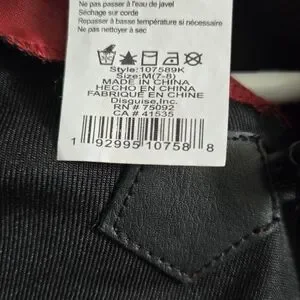 Ne pas passer à l'eau de javel
Séchage sur corde
Repasser à basse température si nécessaire
Ne pas nettoyer à sec
Style:107589K
Size:M(7-8)
MADE IN CHINA
HECHO EN CHINA
FABRIQUÉ EN CHINE
Disguise,Inc.
RN # 75092
CA # 41535
1 92995 10758 8